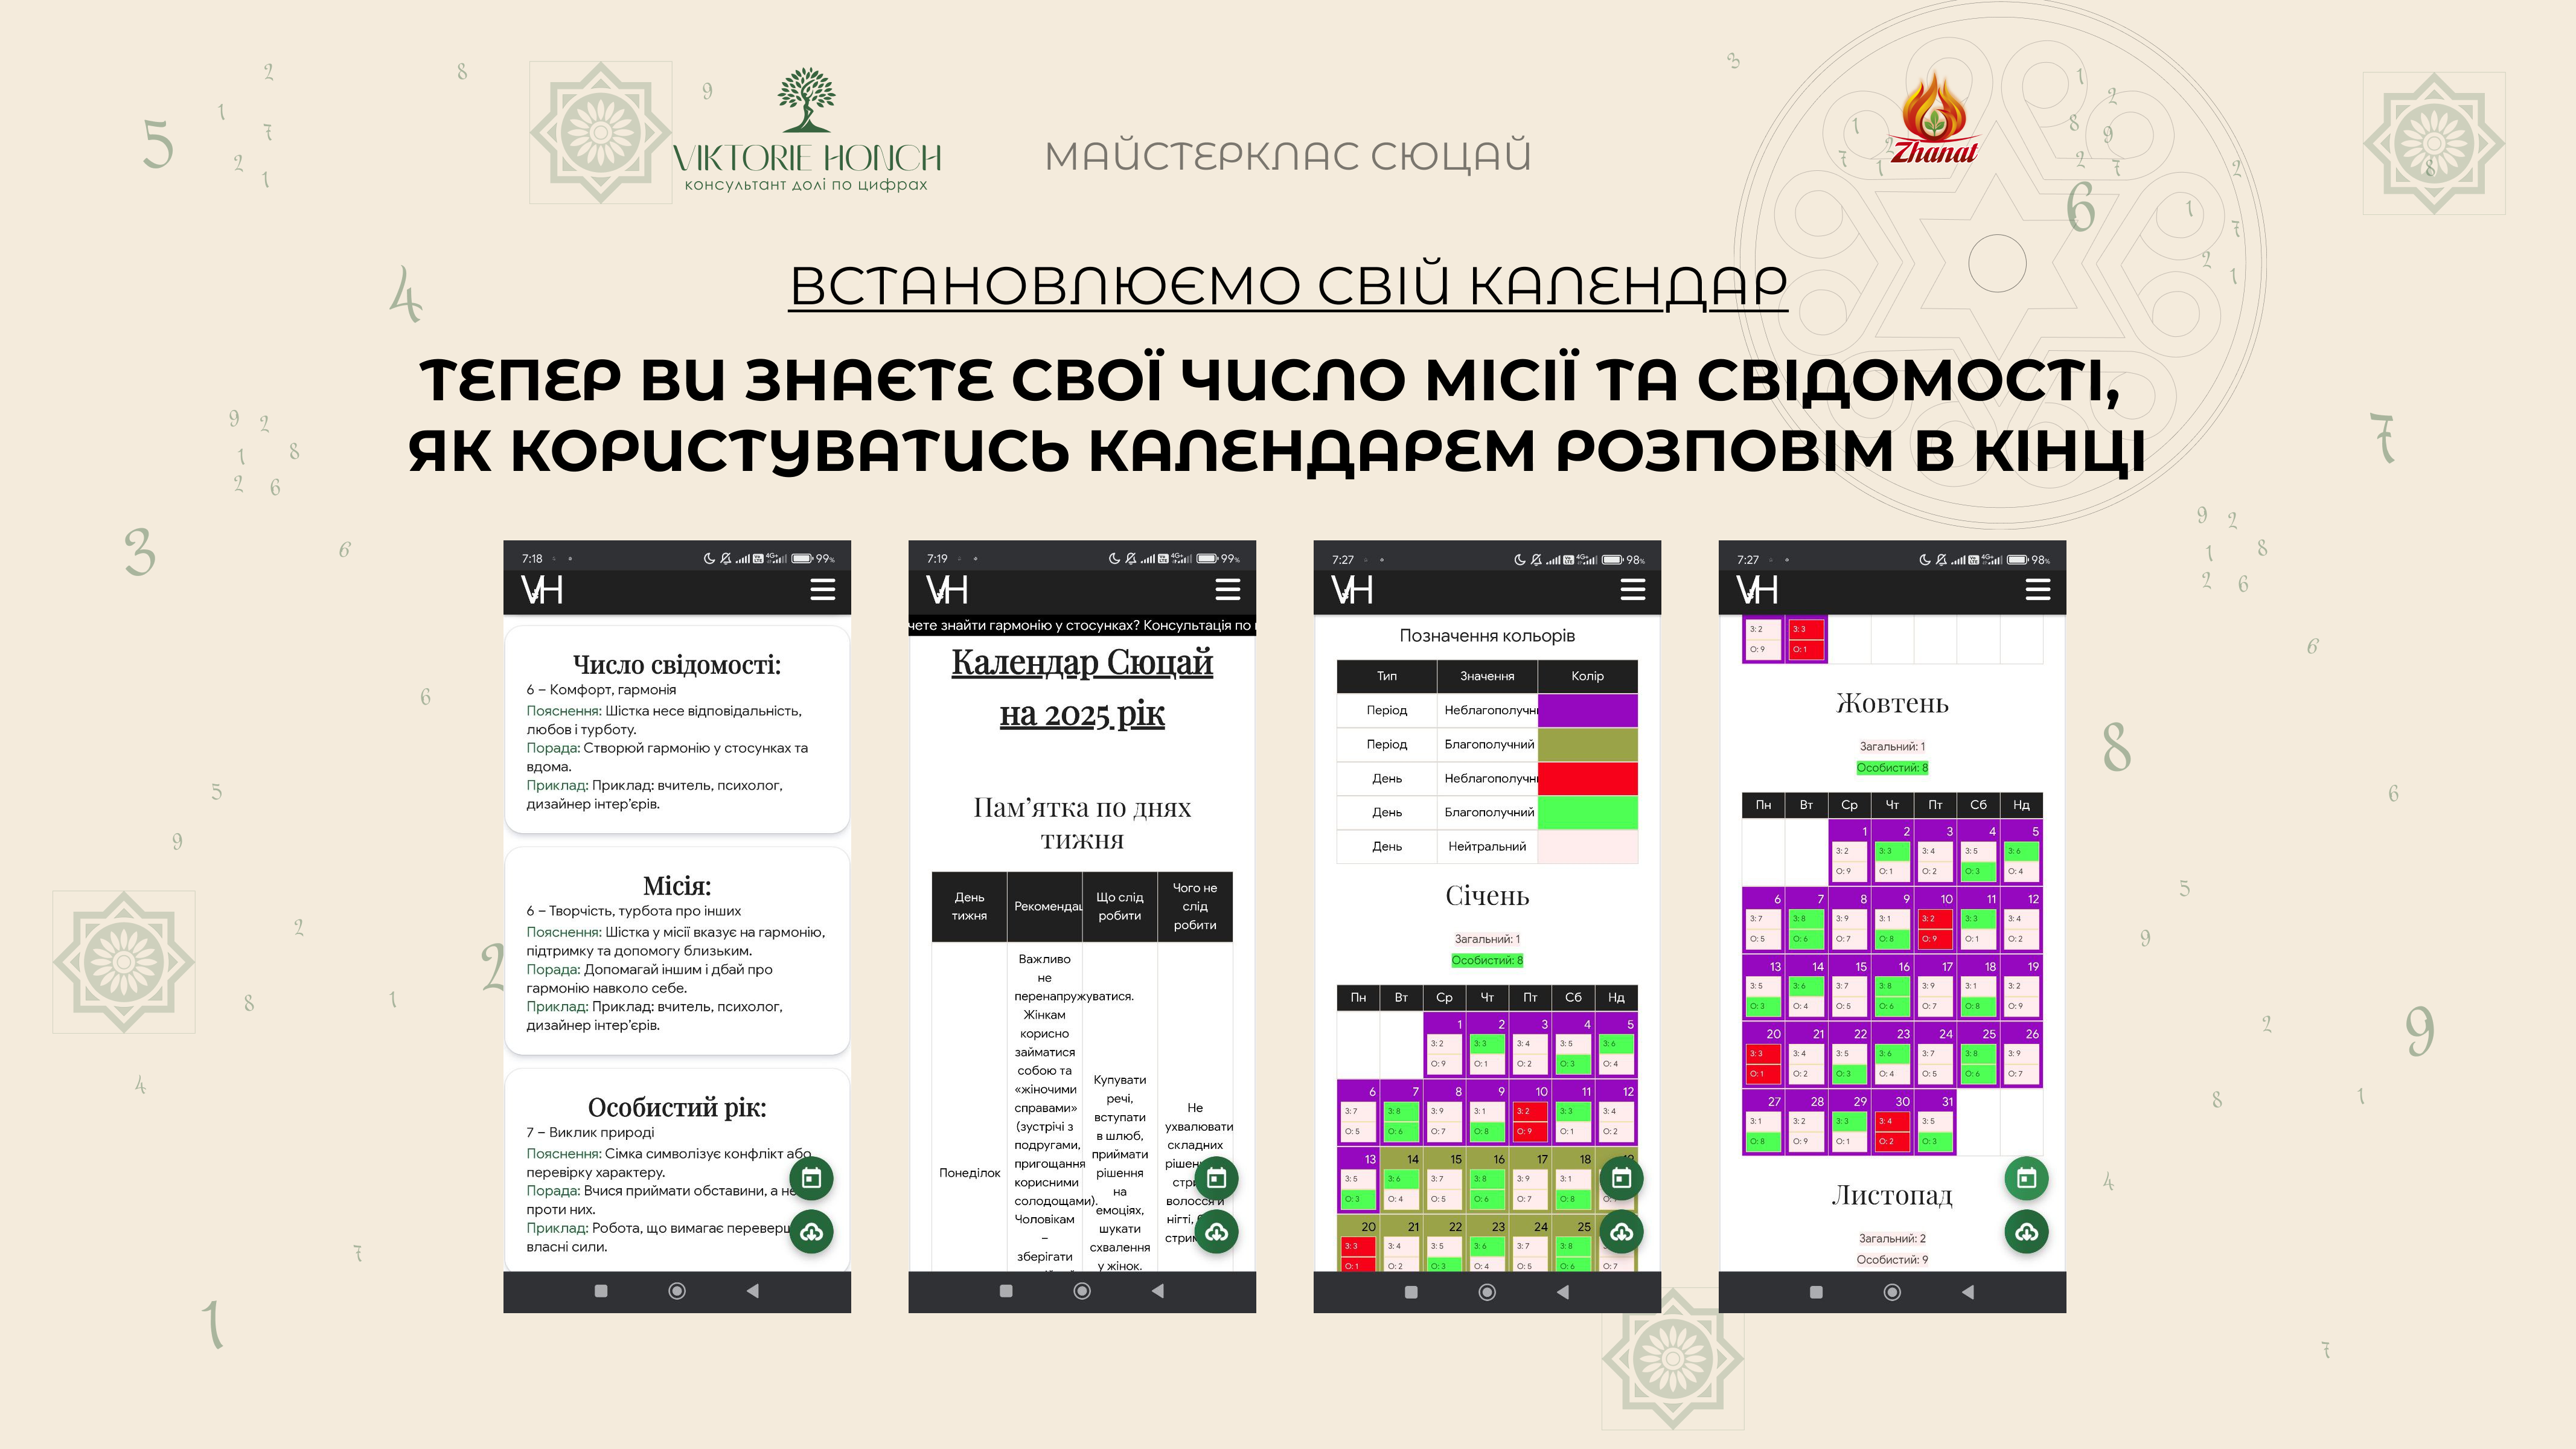 VIKTORIE HONCH
консультант долі по цифрах
МАЙСТЕРКЛАС СЮЦАЙ
Zhanat
ВСТАНОВЛЮЄМО СВІЙ КАЛЕНДАР
ТЕПЕР ВИ ЗНАЄТЕ СВОЇ ЧИСЛО МІСІЇ ТА СВІДОМОСТІ,
ЯК КОРИСТУВАТИСЬ КАЛЕНДАРЕМ РОЗПОВІМ В КІНЦІ
7:18 99%
VH
Число свідомості:
6 – Комфорт, гармонія
Пояснення: Шістка несе відповідальність,
любов і турботу.
Порада: Створюй гармонію у стосунках та
вдома.
Приклад: Приклад: вчитель, психолог,
дизайнер інтер’єрів.
Місія:
6 – Творчість, турбота про інших
Пояснення: Шістка у місії вказує на гармонію,
підтримку та допомогу близьким.
Порада: Допомагай іншим і дбай про
гармонію навколо себе.
Приклад: Приклад: вчитель, психолог,
дизайнер інтер’єрів.
Особистий рік:
7 – Виклик природі
Пояснення: Сімка символізує конфлікт або
перевірку характеру.
Порада: Вчися приймати обставини, а не
проти них.
Приклад: Робота, що вимагає переверш
власні сили.
7:19 99%
VH
чете знайти гармонію у стосунках? Консультація по
Календар Сюцай
на 2025 рік
Пам’ятка по днях
тижня
День тижня Рекомендац Що слід робити Чого не слід робити
Понеділок
Важливо
не
перенапружуватися.
Жінкам
корисно
займатися
собою та
«жіночими
справами»
(зустрічі з
подругами,
пригощання
корисними
солодощами).
Чоловікам
–
зберігати
Купувати
речі,
вступати
в шлюб,
приймати
рішення
на
емоціях,
шукати
схвалення
у жінок.
Не
ухвалювати
складних
рішен
стри
волосся й
нігті,
стрим
7:27 98%
VH
Позначення кольорів
Тип Значення Колір
Період Неблагополучн
Період Благополучний
День Неблагополучн
День Благополучний
День Нейтральний
Січень
Загальний: 1
Особистий: 8
Пн Вт Ср Чт Пт Сб Нд
1 2 3 4 5
З: 2 З: 3 З: 4 З: 5 З: 6
О: 9 О: 1 О: 2 О: 3 О: 4
6 7 8 9 10 11 12
З: 7 З: 8 З: 9 З: 1 З: 2 З: 3 З: 4
О: 5 О: 6 О: 7 О: 8 О: 9 О: 1 О: 2
13 14 15 16 17 18
З: 5 З: 6 З: 7 З: 8 З: 9 З: 1
О: 3 О: 4 О: 5 О: 6 О: 7 О: 8
20 21 22 23 24 25
З: 3 З: 4 З: 5 З: 6 З: 7 З: 8
О: 1 О: 2 О: 3 О: 4 О: 5 О: 6 О: 7
7:27 98%
VH
З: 2 З: 3
О: 9 О: 1
Жовтень
Загальний: 1
Особистий: 8
Пн Вт Ср Чт Пт Сб Нд
1 2 3 4 5
З: 2 З: 3 З: 4 З: 5 З: 6
О: 9 О: 1 О: 2 О: 3 О: 4
6 7 8 9 10 11 12
З: 7 З: 8 З: 9 З: 1 З: 2 З: 3 З: 4
О: 5 О: 6 О: 7 О: 8 О: 9 О: 1 О: 2
13 14 15 16 17 18 19
З: 5 З: 6 З: 7 З: 8 З: 9 З: 1 З: 2
О: 3 О: 4 О: 5 О: 6 О: 7 О: 8 О: 9
20 21 22 23 24 25 26
З: 3 З: 4 З: 5 З: 6 З: 7 З: 8 З: 9
О: 1 О: 2 О: 3 О: 4 О: 5 О: 6 О: 7
27 28 29 30 31
З: 1 З: 2 З: 3 З: 4 З: 5
О: 8 О: 9 О: 1 О: 2 О: 3
Листопад
Загальний: 2
Особистий: 9